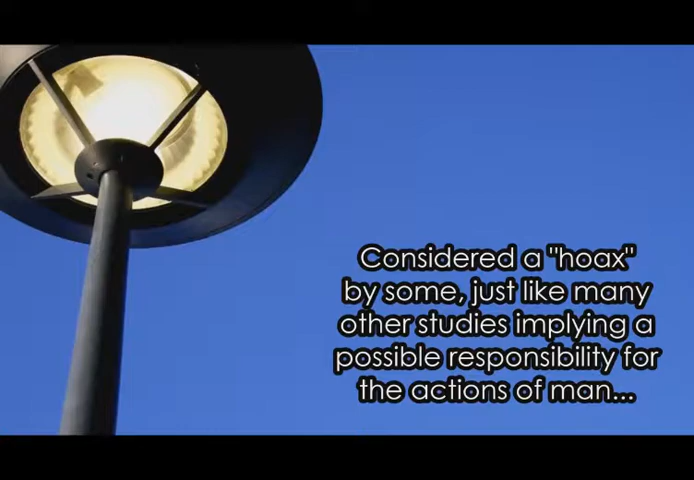 Considered a "hoax"
by some, just like many
other studies implying a
possible responsibility for
the actions of man...